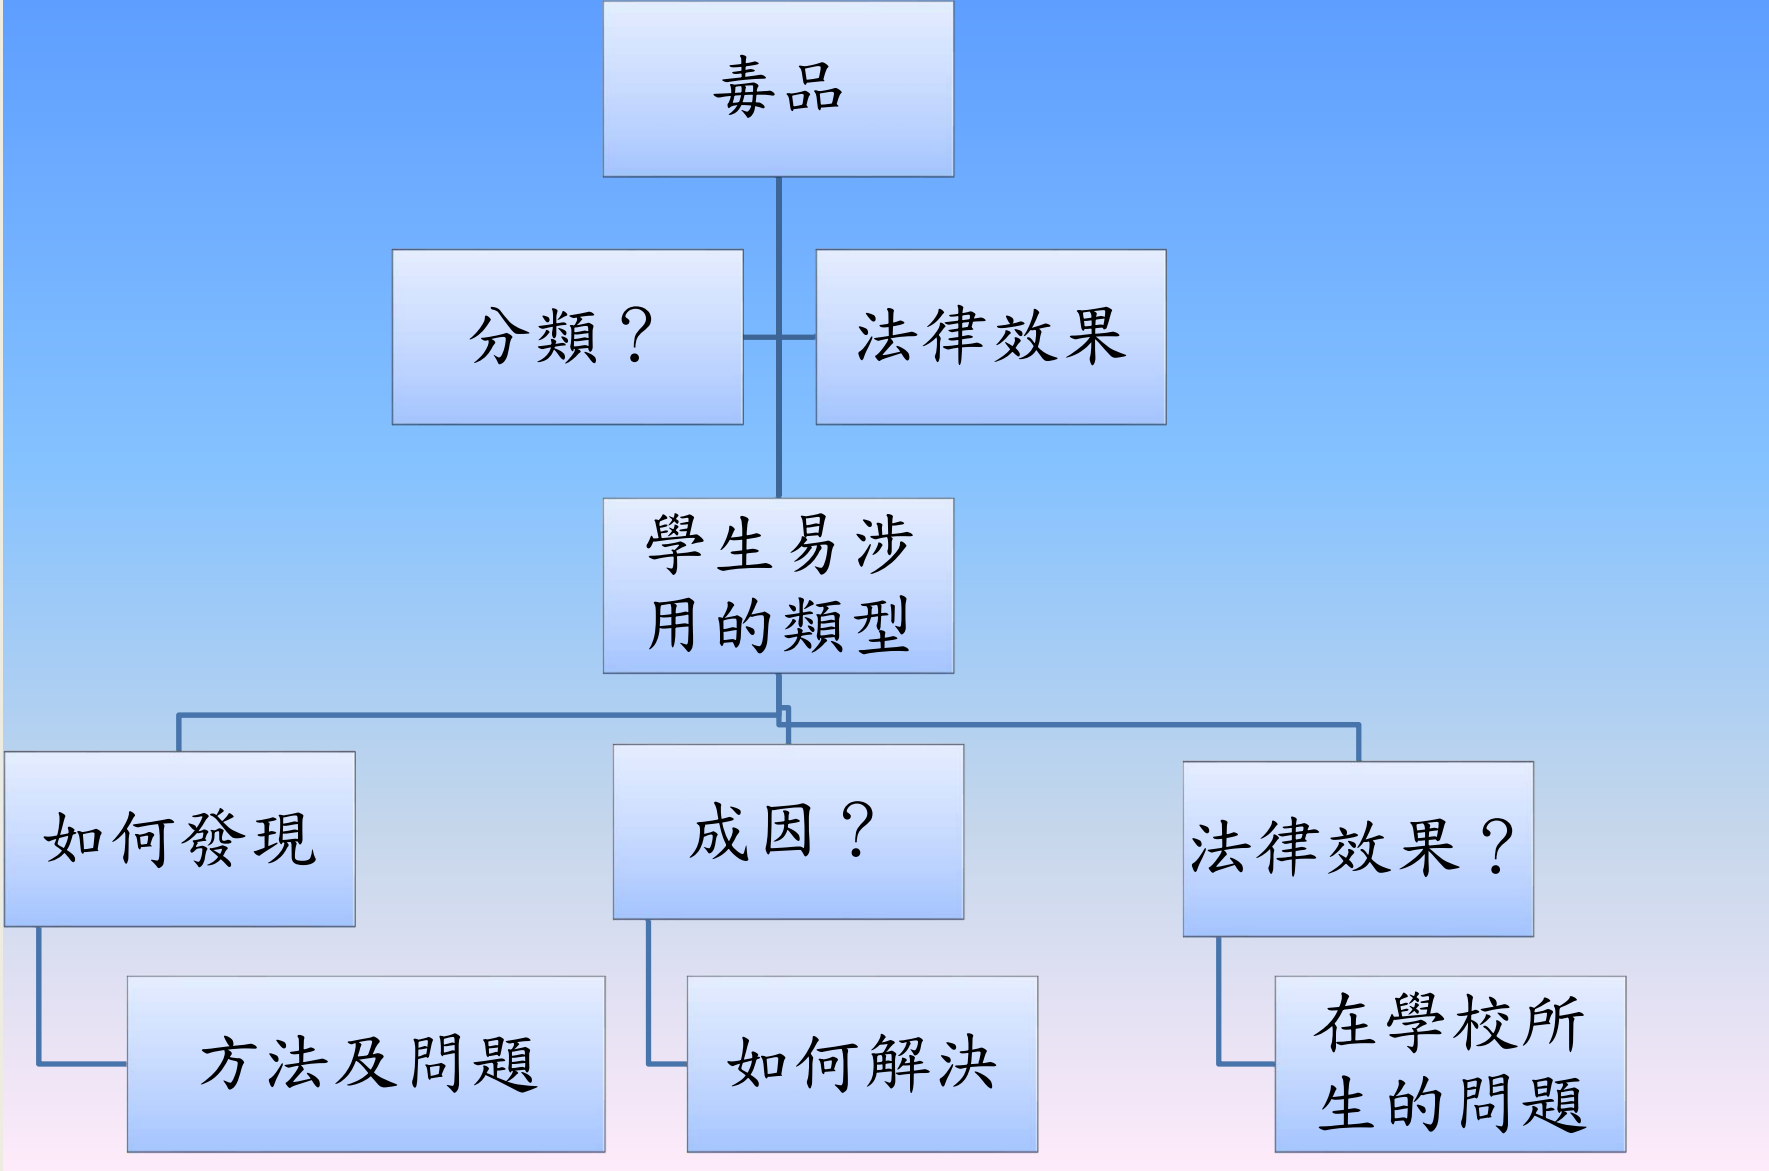 毒品
分類？
法律效果
學生易涉
用的類型
如何發現
成因？
法律效果？
方法及問題
如何解決
在學校所
生的問題